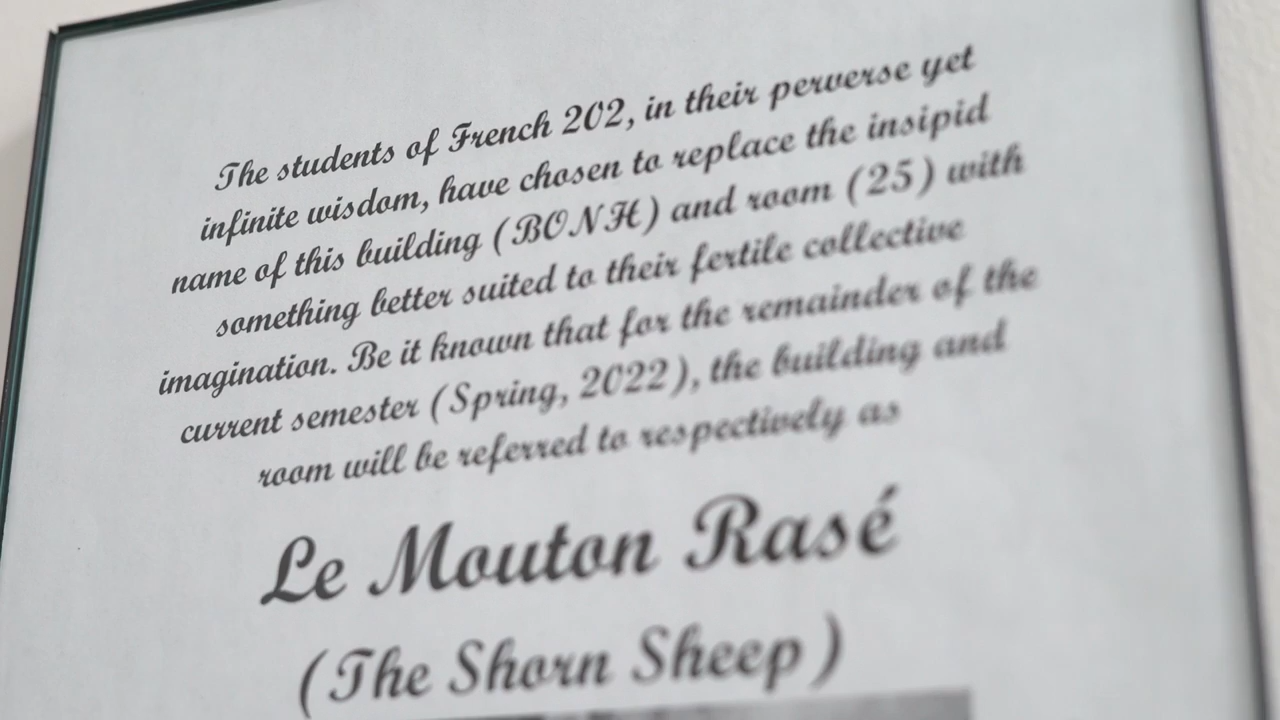 The students of French 202, in their perverse yet
infinite wisdom, have chosen to replace the insipid
name of this building (BONH) and room (25) with
something better suited to their fertile collective
imagination. Be it known that for the remainder of the
current semester (Spring, 2022), the building and
room will be referred to respectively as
Le Mouton Rasé
(The Shorn Sheep)